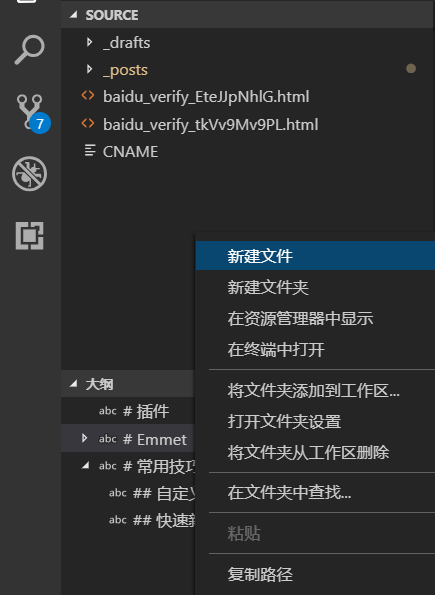 SOURCE
_drafts
_posts
baidu_verify_EteJJpNhlG.html
baidu_verify_tkVv9Mv9PL.html
CNAME
7
新建文件
新建文件夹
在资源管理器中显示
在终端中打开
将文件夹添加到工作区...
打开文件夹设置
将文件夹从工作区删除
在文件夹中查找...
粘贴
复制路径
大纲
abc # 插件
abc # Emmet
abc # 常用技巧
abc ## 自定义
abc ## 快速